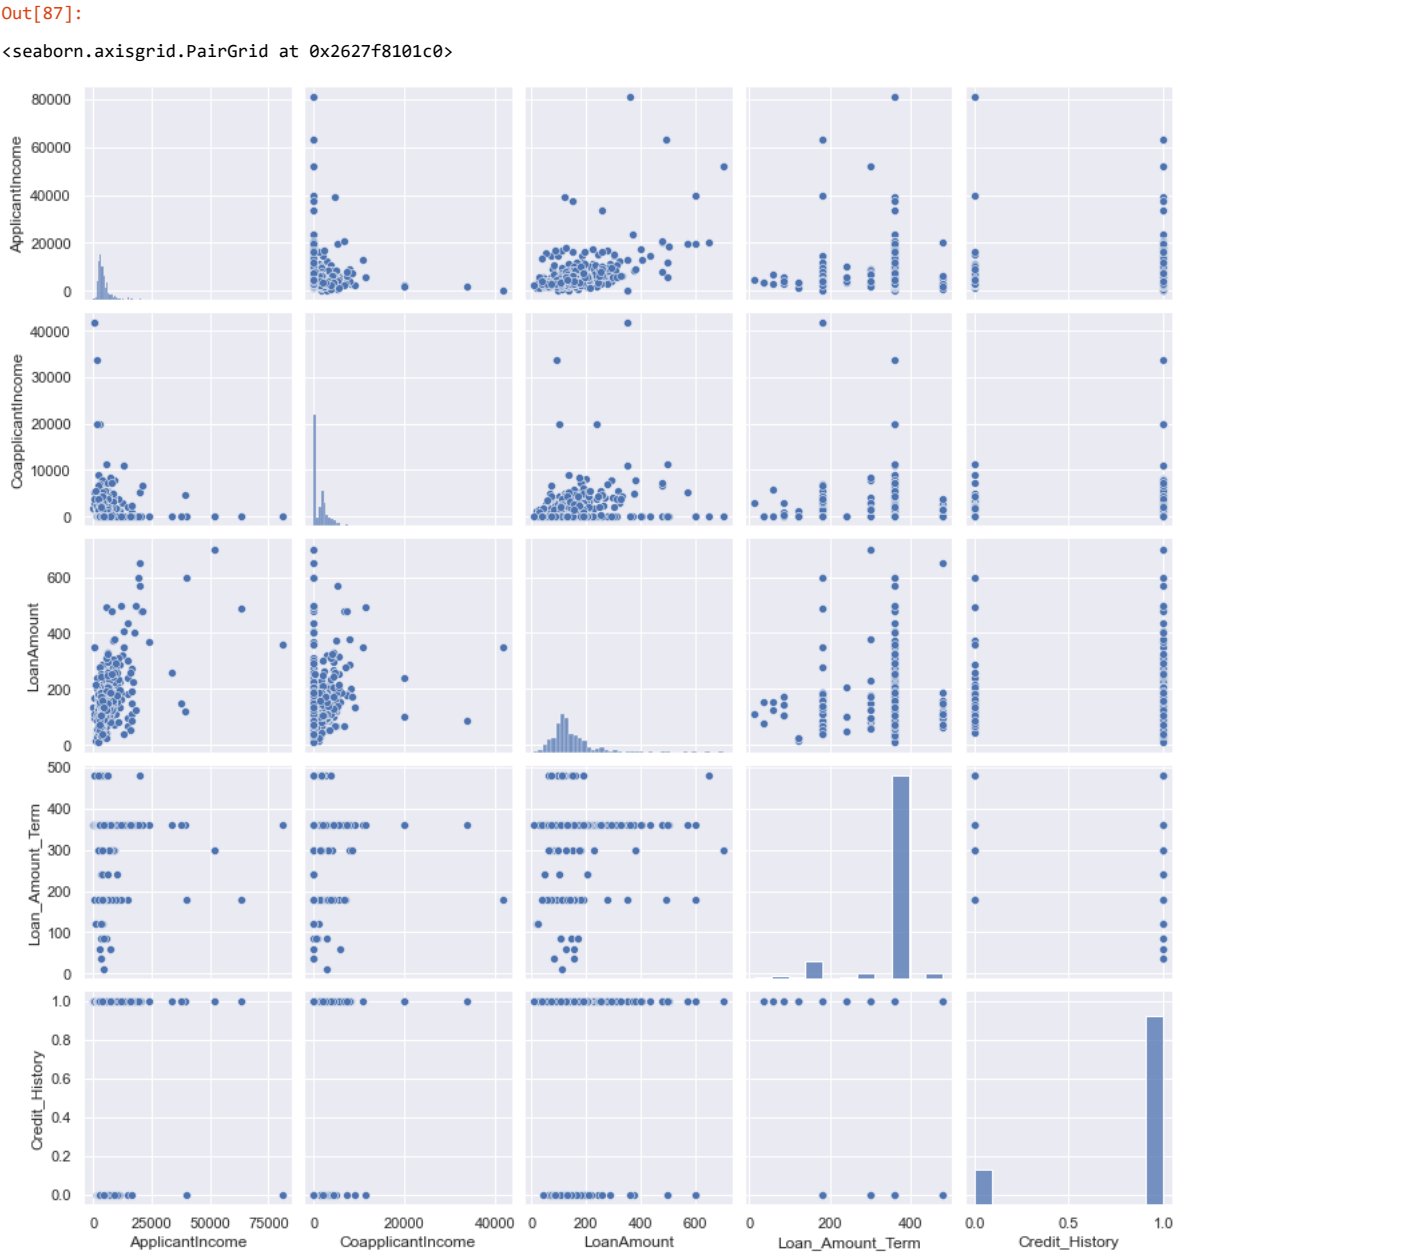 Out[87]:
<seaborn.axisgrid.PairGrid at 0x2627f8101c0>
80000
60000
40000
20000
0
ApplicantIncome
40000
30000
20000
10000
0
CoapplicantIncome
600
400
200
0
LoanAmount
500
400
300
200
100
0
Loan_Amount_Term
1.0
0.8
0.6
0.4
0.2
0.0
Credit_History
0 25000 50000 75000
ApplicantIncome
0 20000 40000
CoapplicantIncome
0 200 400 600
LoanAmount
0 200 400
Loan_Amount_Term
0.0 0.5 1.0
Credit_History